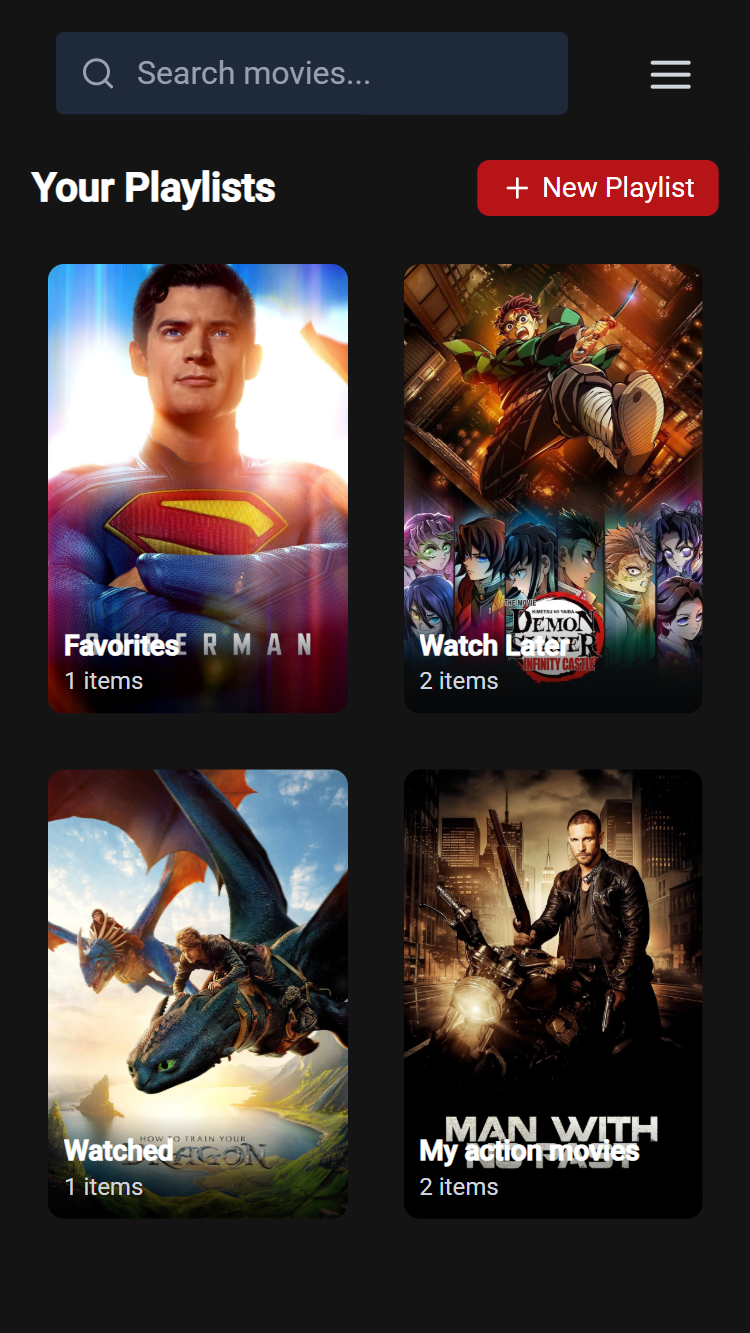 Search movies...
Your Playlists
New Playlist
SUPERMAN
Favorites
1 items
THE MOVIE
KIMETSU NO YAIBA
DEMON
SLAYER
INFINITY CASTLE
Watch Later
2 items
HOW TO TRAIN YOUR
DRAGON
Watched
1 items
MAN WITH
NO PAST
My action movies
2 items